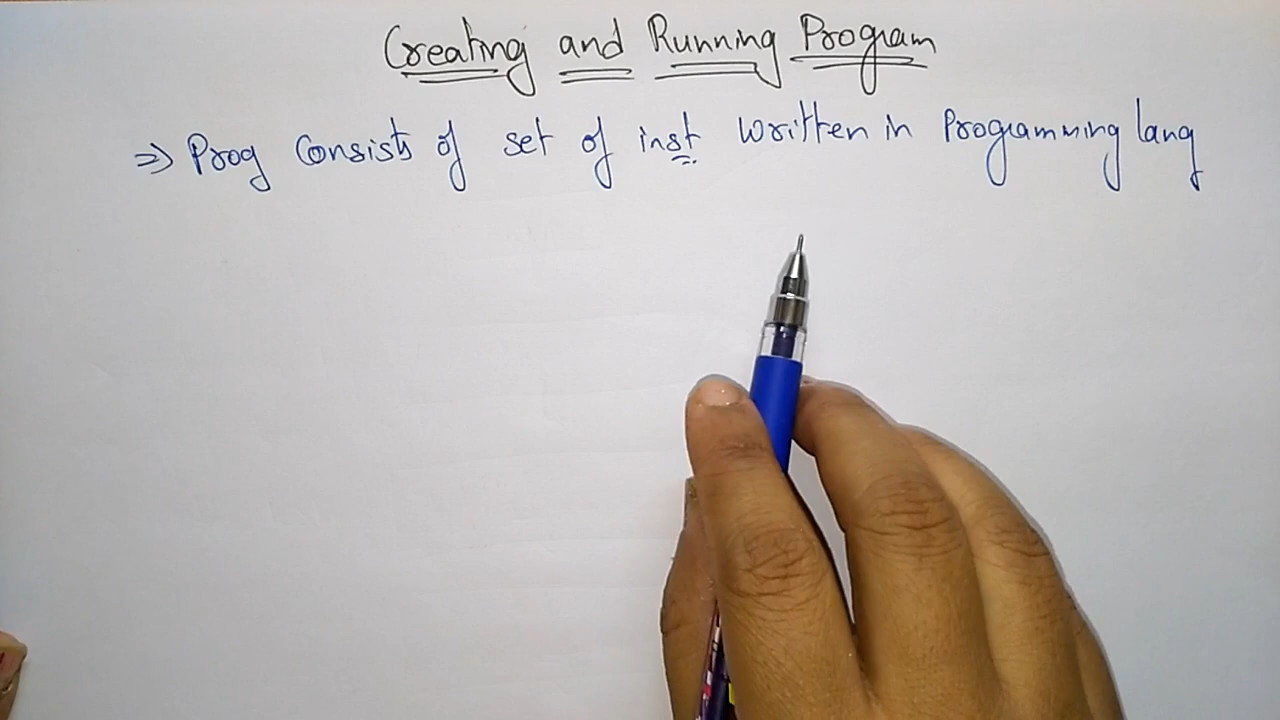 Creating and Running Program
⇒ Prog Consists of set of inst written in Programming lang